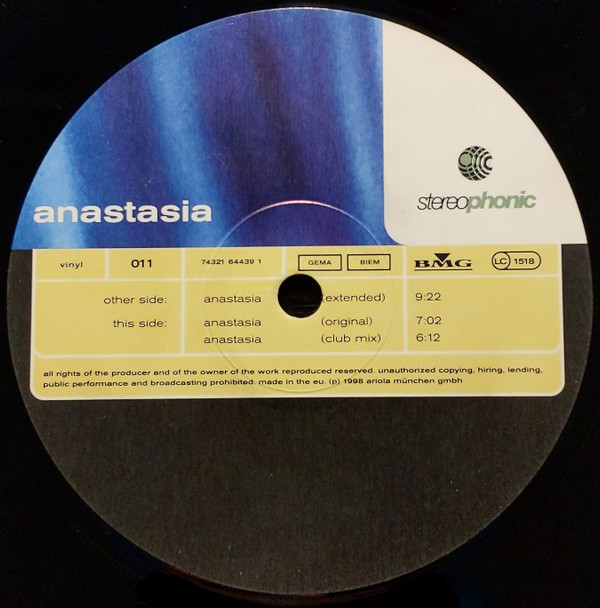 anastasia
stereophonic
vinyl 011 74321 64439 1 GEMA BIEM BMG LC 1518
other side: anastasia (extended) 9:22
this side: anastasia (original) 7:02
anastasia (club mix) 6:12
all rights of the producer and of the owner of the work reproduced reserved. unauthorized copying, hiring, lending,
public performance and broadcasting prohibited. made in the eu. (p) 1998 ariola münchen gmbh